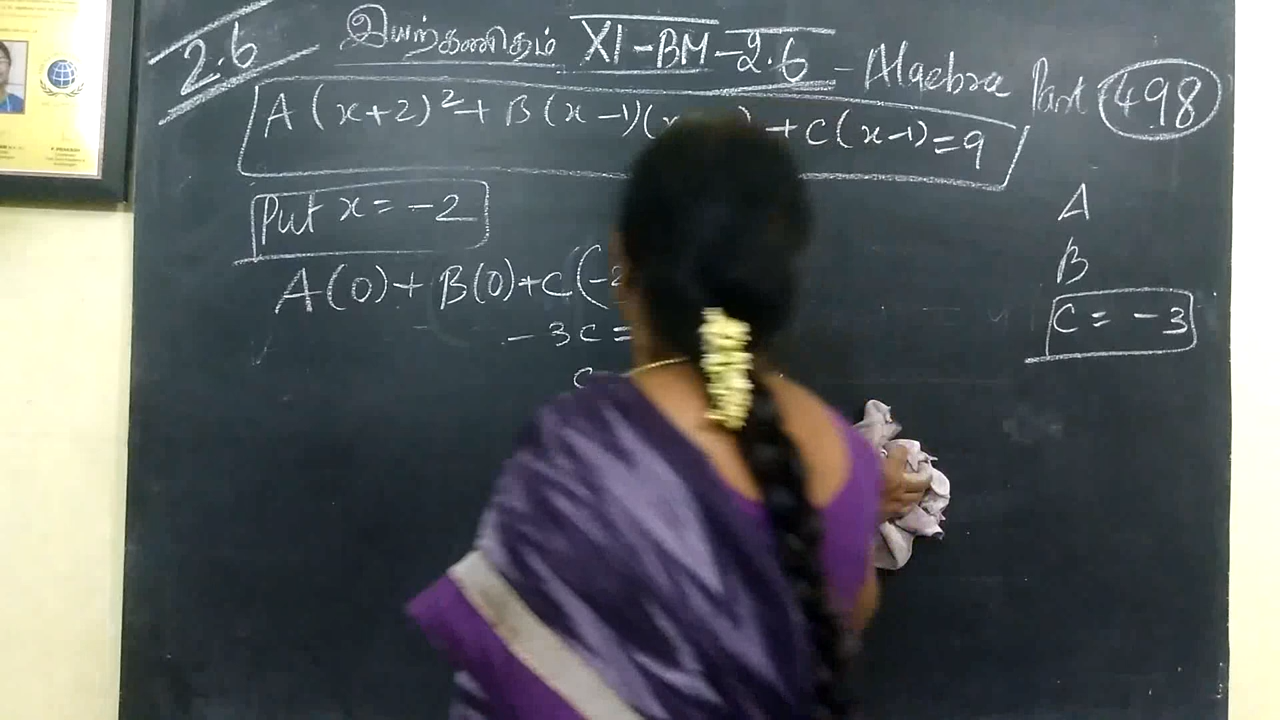 2.6
இயற்கணிதம் XI-BM-2.6 - Algebra Part 498
A(x+2)²+ B(x-1)( ) +C(x-1)=9
Put x = -2
A(0)+ B(0)+C(-2
-3C =
A
B
C = -3